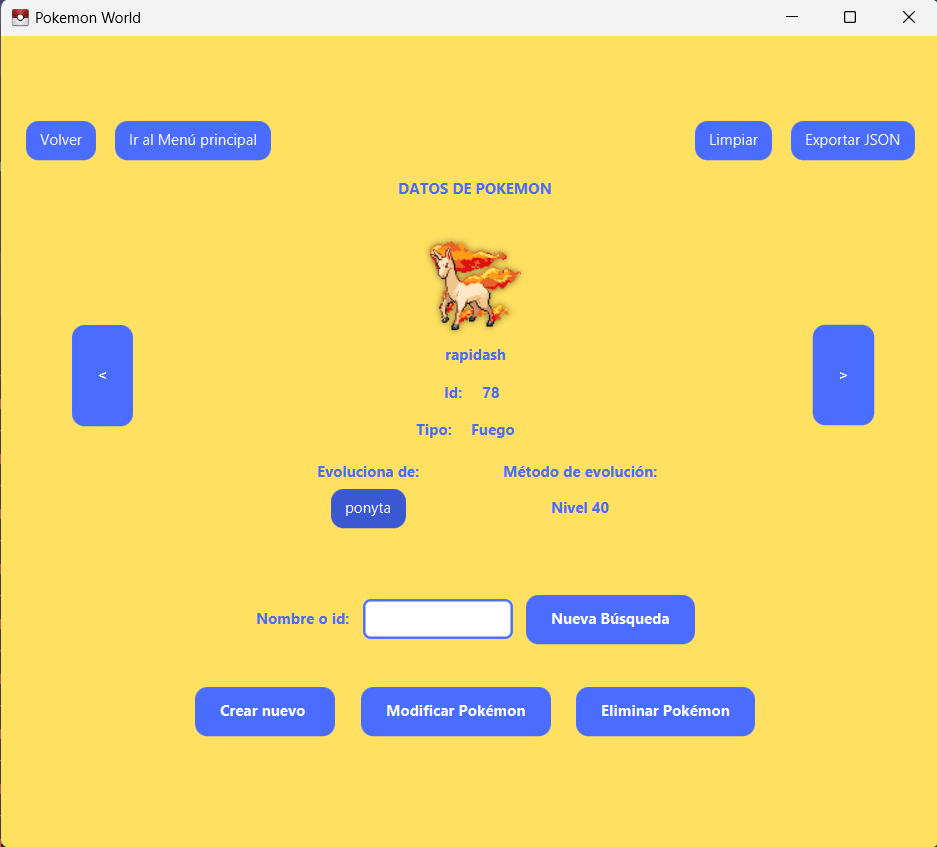 Pokemon World
Volver
Ir al Menú principal
Limpiar
Exportar JSON
DATOS DE POKEMON
rapidash
<
>
Id: 78
Tipo: Fuego
Evoluciona de:
Método de evolución:
ponyta
Nivel 40
Nombre o id:
Nueva Búsqueda
Crear nuevo
Modificar Pokémon
Eliminar Pokémon